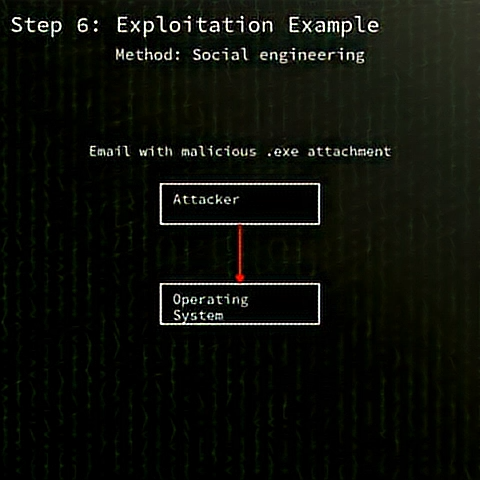 Step 6: Exploitation Example
Method: Social engineering
Email with malicious .exe attachment
Attacker
Operating
System